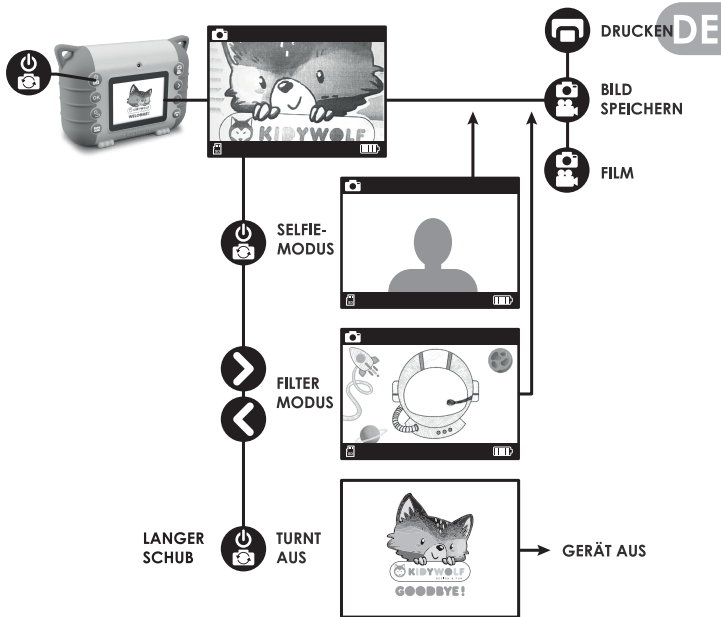 DE
DRUCKEN
BILD
SPEICHERN
FILM
OK
WELCOME!
KIDYWOLF
SELFIE-
MODUS
FILTER
MODUS
LANGER
SCHUB
TURNT
AUS
KIDYWOLF
GOODBYE!
GERÄT AUS